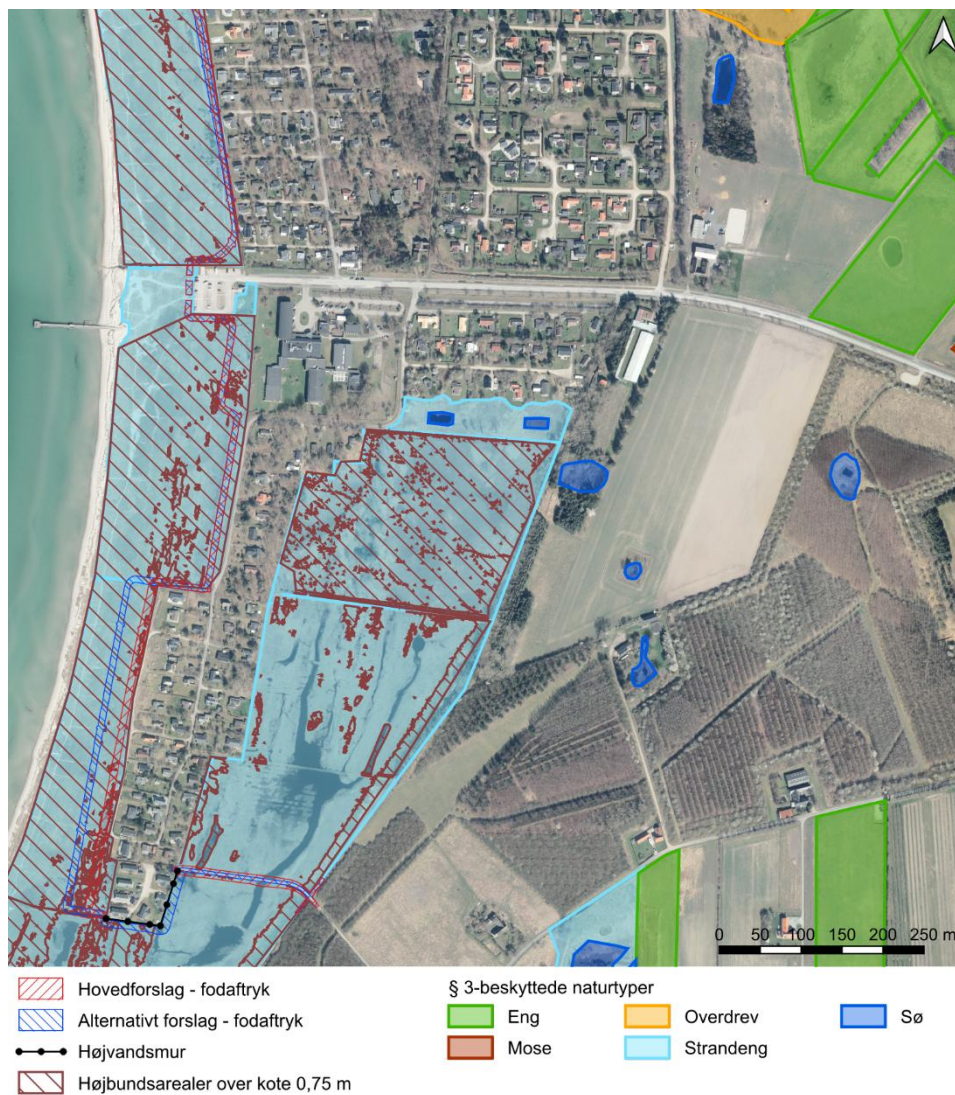 0 50 100 150 200 250 m
Hovedforslag - fodaftryk
Alternativt forslag - fodaftryk
Højvandsmur
Højbundsarealer over kote 0,75 m
§ 3-beskyttede naturtyper
Eng
Overdrev
Sø
Mose
Strandeng